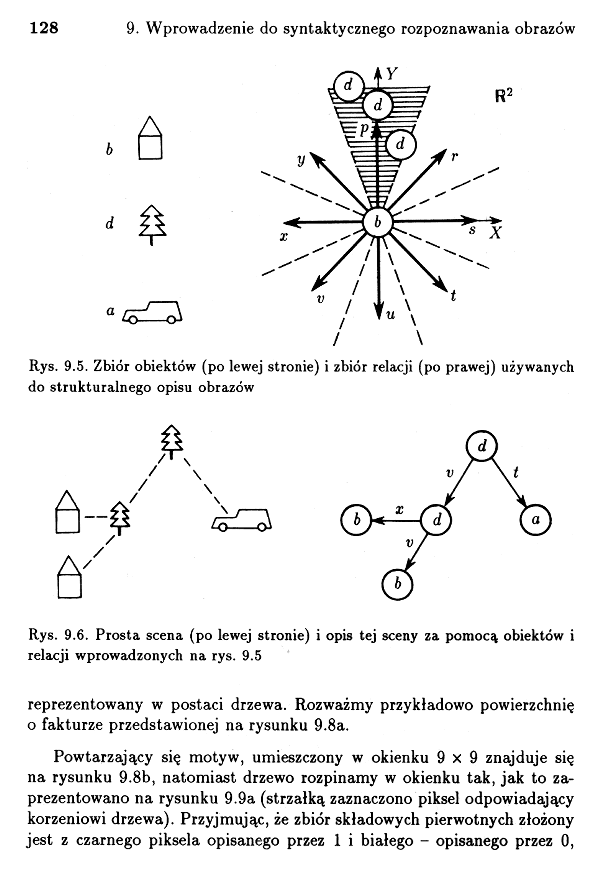 128 9. Wprowadzenie do syntaktycznego rozpoznawania obrazów
Y
R²
d
d
p
d
b
y
r
d
x
b
s X
a
v
u
t
Rys. 9.5. Zbiór obiektów (po lewej stronie) i zbiór relacji (po prawej) używanych
do strukturalnego opisu obrazów
d
v
t
b
x
d
a
v
b
Rys. 9.6. Prosta scena (po lewej stronie) i opis tej sceny za pomocą obiektów i
relacji wprowadzonych na rys. 9.5
reprezentowany w postaci drzewa. Rozważmy przykładowo powierzchnię
o fakturze przedstawionej na rysunku 9.8a.
Powtarzający się motyw, umieszczony w okienku 9 × 9 znajduje się
na rysunku 9.8b, natomiast drzewo rozpinamy w okienku tak, jak to za-
prezentowano na rysunku 9.9a (strzałką zaznaczono piksel odpowiadający
korzeniowi drzewa). Przyjmując, że zbiór składowych pierwotnych złożony
jest z czarnego piksela opisanego przez 1 i białego – opisanego przez 0,